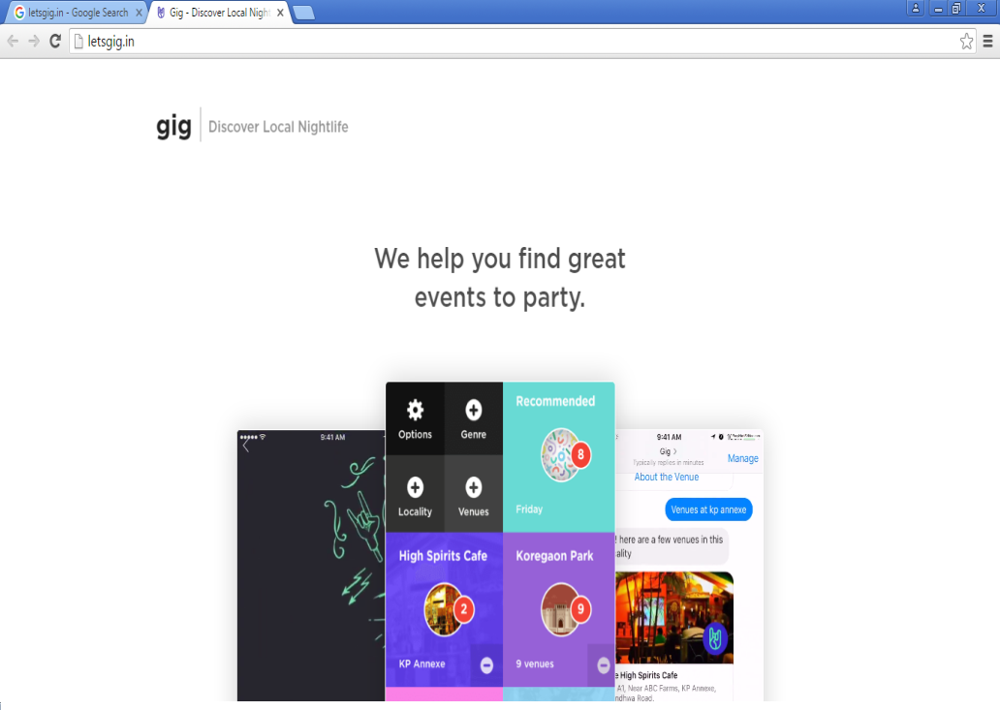 letsgig.in - Google Search
Gig - Discover Local Night
letsgig.in
gig
Discover Local Nightlife
We help you find great
events to party.
9:41 AM
Options
Genre
Locality
Venues
Recommended
8
Friday
High Spirits Cafe
2
KP Annexe
Koregaon Park
9
9 venues
9:41 AM
Gig
Typically replies in minutes
Manage
About the Venue
Venues at kp annexe
! here are a few venues in this
ality
e High Spirits Cafe
A1, Near ABC Farms, KP Annexe,
ndhwa Road.